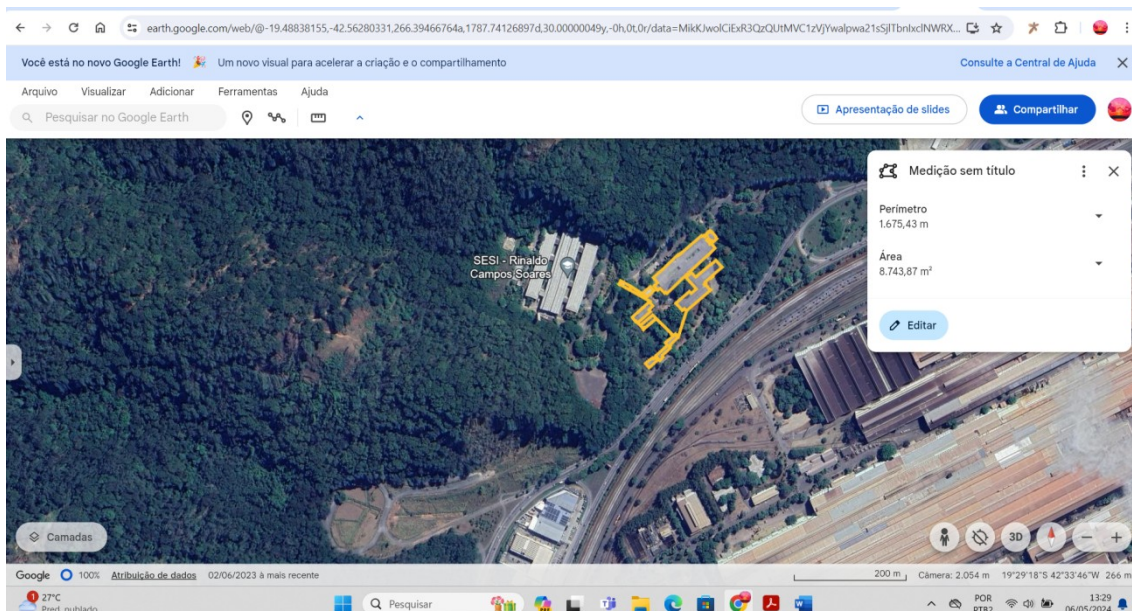 earth.google.com/web/@-19.48838155,-42.56280331,266.39466764a,1787.74126897d,30.00000049y,-0h,0t,0r/data=
Você está no novo Google Earth! Um novo visual para acelerar a criação e o compartilhamento Consulte a Central de Ajuda
Arquivo Visualizar Adicionar Ferramentas Ajuda
Pesquisar no Google Earth
Apresentação de slides Compartilhar
Medição sem título
Perímetro
1.675,43 m
Área
8.743,87 m²
Editar
SESI - Rinaldo
Campos Soares
Camadas
3D
Google 100% Atribuição de dados 02/06/2023 à mais recente 200 m Câmera: 2.054 m 19°29'18"S 42°33'46"W 266 m
1 27°C
Pred. nublado
Pesquisar
POR
PTB2
13:29
06/05/2024